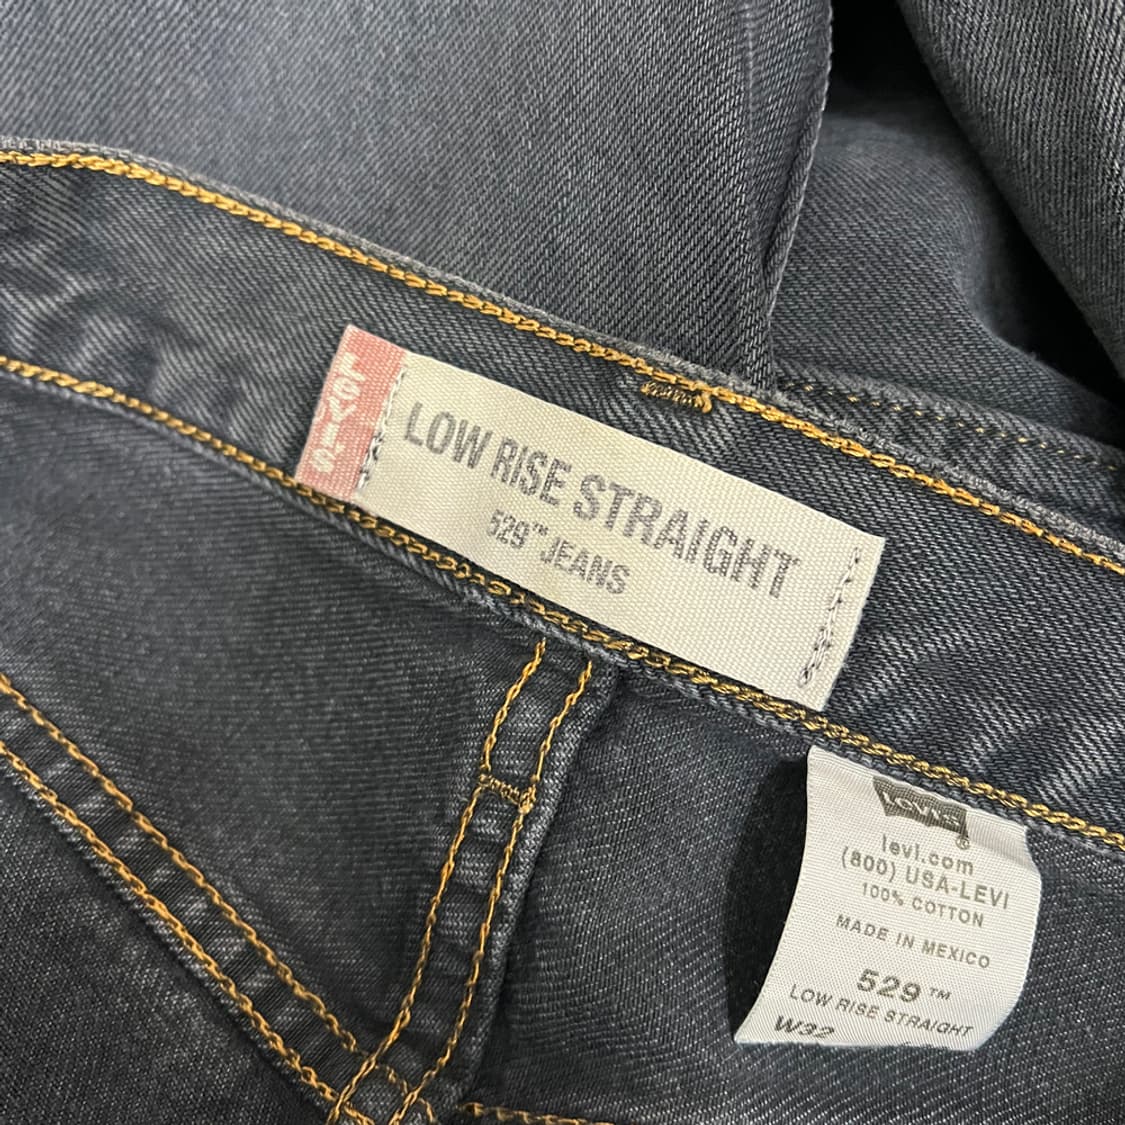 LEVI'S
LOW RISE STRAIGHT
529™ JEANS
LEVI'S
®
levi.com
(800) USA-LEVI
100% COTTON
MADE IN MEXICO
529™
LOW RISE STRAIGHT
W32